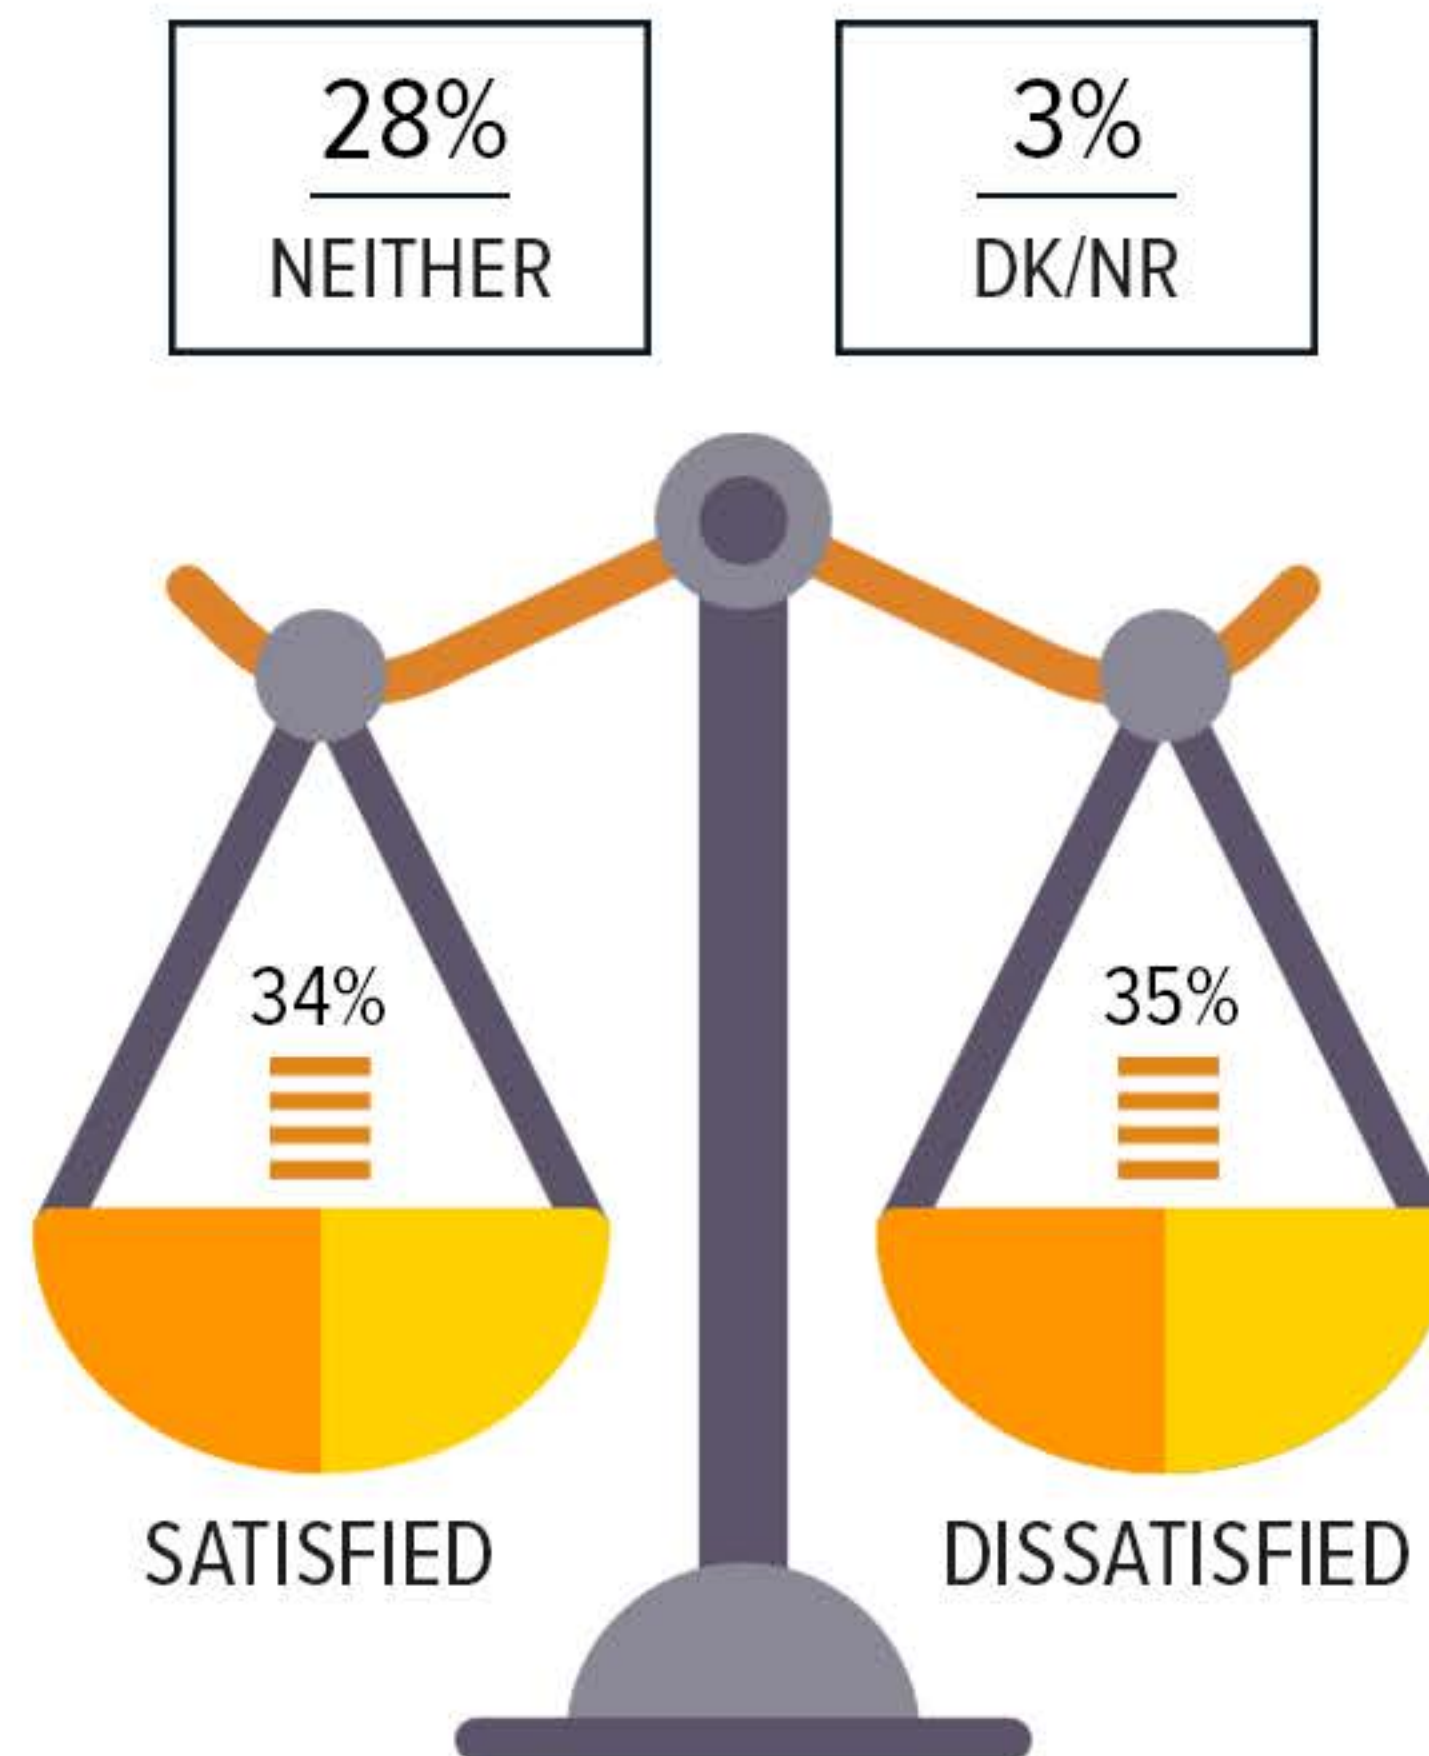 28%
NEITHER
3%
DK/NR
34%
SATISFIED
35%
DISSATISFIED